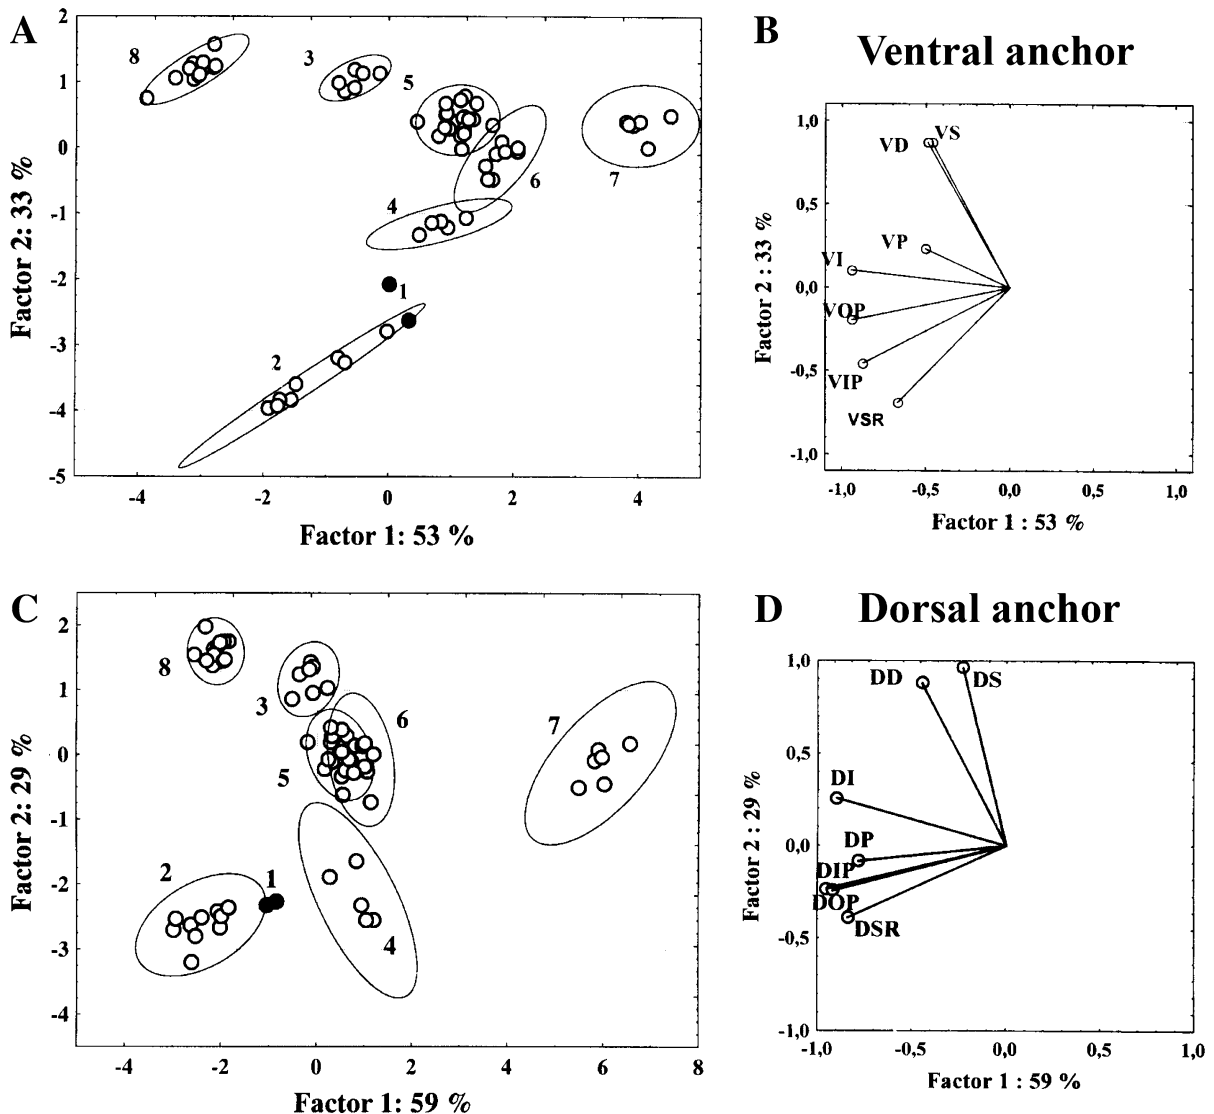 A
2
1
0
-1
-2
-3
-4
-5
Factor 2: 33 %
8
3
5
6
7
4
1
2
-4
-2
0
2
4
Factor 1: 53 %
B Ventral anchor
1,0
0,5
0,0
-0,5
-1,0
Factor 2 : 33 %
VD
VS
VP
VI
VOP
VIP
VSR
-1,0
-0,5
0,0
0,5
1,0
Factor 1 : 53 %
C
2
1
0
-1
-2
-3
-4
Factor 2: 29 %
8
3
6
5
7
2
1
4
-4
-2
0
2
4
6
8
Factor 1: 59 %
D Dorsal anchor
1,0
0,5
0,0
-0,5
-1,0
Factor 2 : 29 %
DD
DS
DI
DP
DIP
DOP
DSR
-1,0
-0,5
0,0
0,5
1,0
Factor 1 : 59 %